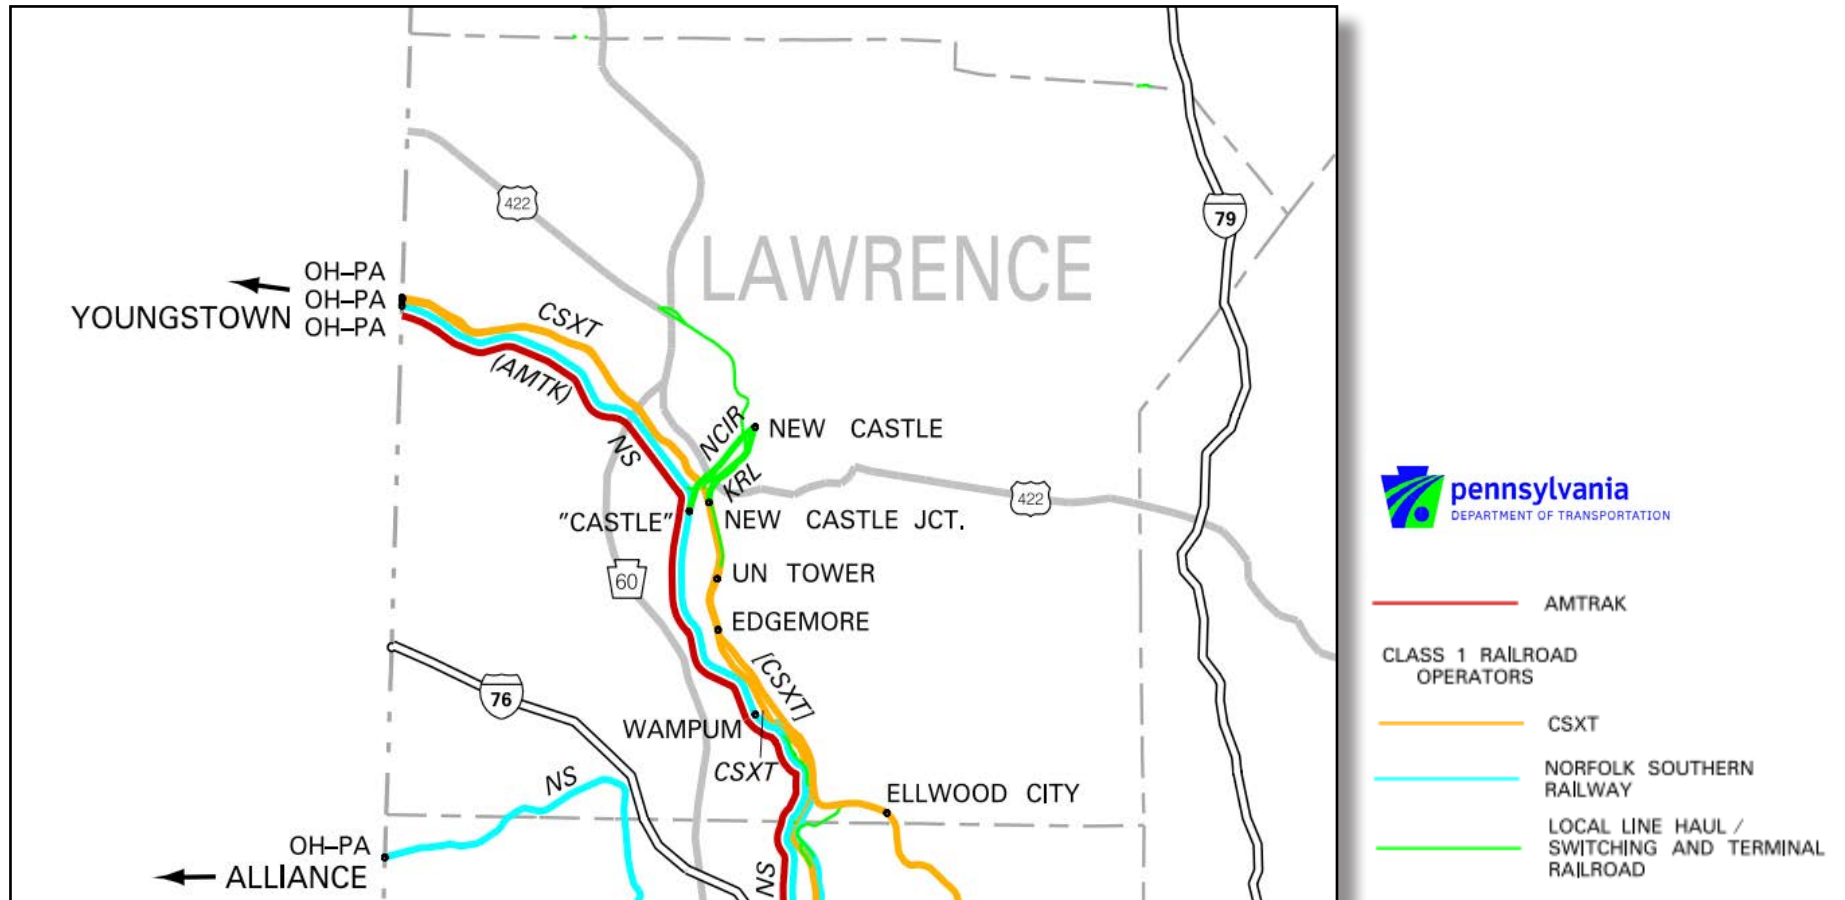 422
79
LAWRENCE
OH–PA
OH–PA
OH–PA
YOUNGSTOWN
CSXT
(AMTK)
NS
NCIR
NEW CASTLE
KRL
"CASTLE"
NEW CASTLE JCT.
422
60
UN TOWER
EDGEMORE
[CSXT]
76
WAMPUM
CSXT
NS
ELLWOOD CITY
OH–PA
ALLIANCE
NS
pennsylvania
DEPARTMENT OF TRANSPORTATION
AMTRAK
CLASS 1 RAILROAD
OPERATORS
CSXT
NORFOLK SOUTHERN
RAILWAY
LOCAL LINE HAUL /
SWITCHING AND TERMINAL
RAILROAD